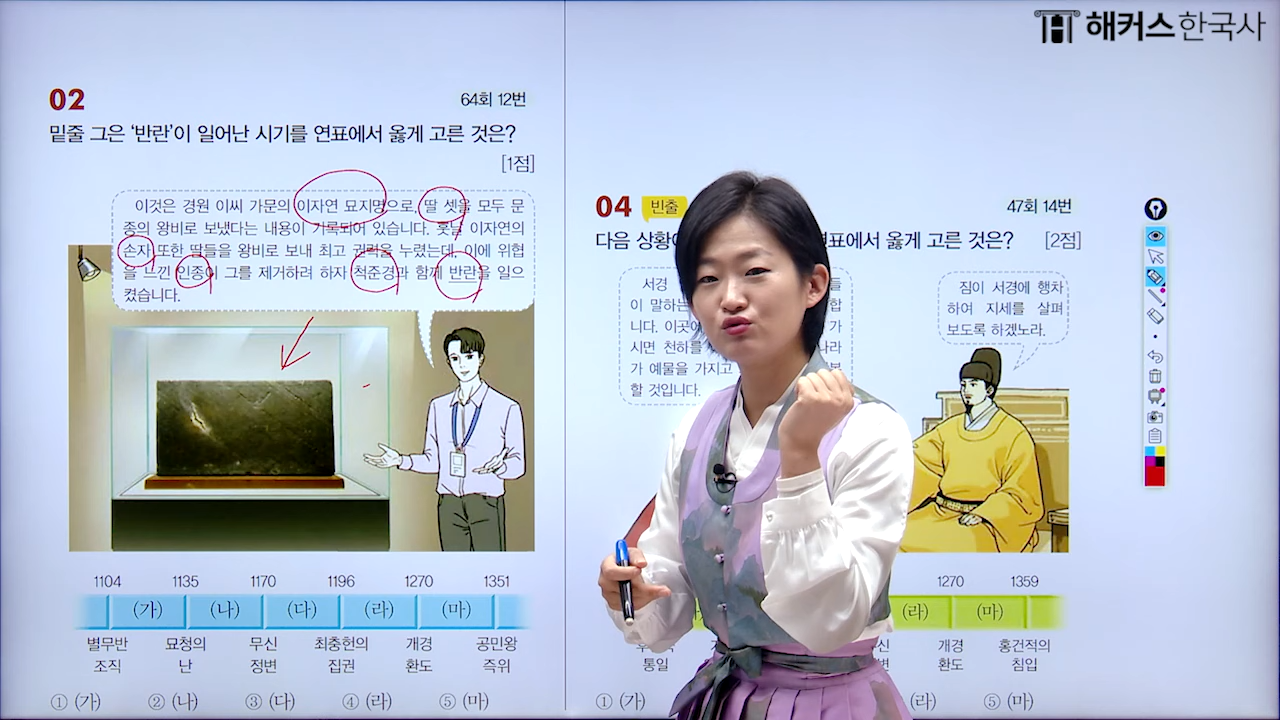 해커스한국사
02
64회 12번
밑줄 그은 ‘반란’이 일어난 시기를 연표에서 옳게 고른 것은?
[1점]
이것은 경원 이씨 가문의 이자연 묘지명으로, 딸 셋을 모두 문
종의 왕비로 보냈다는 내용이 기록되어 있습니다. 훗날 이자연의
손자 또한 딸들을 왕비로 보내 최고 권력을 누렸는데, 이에 위협
을 느낀 인종이 그를 제거하려 하자 척준경과 함께 반란을 일으
켰습니다.
1104 1135 1170 1196 1270 1351
(가) (나) (다) (라) (마)
별무반 묘청의 무신 최충헌의 개경 공민왕
조직 난 정변 집권 환도 즉위
① (가) ② (나) ③ (다) ④ (라) ⑤ (마)
04 빈출
47회 14번
다음 상황이 연표에서 옳게 고른 것은? [2점]
서경 들
이 말하는 합
니다. 이곳에 가
시면 천하를 나라
가 예물을 가지고
할 것입니다.
짐이 서경에 행차
하여 지세를 살펴
보도록 하겠노라.
1270 1359
(라) (마)
개경 홍건적의
통일 환도 침입
① (가) (라) ⑤ (마)